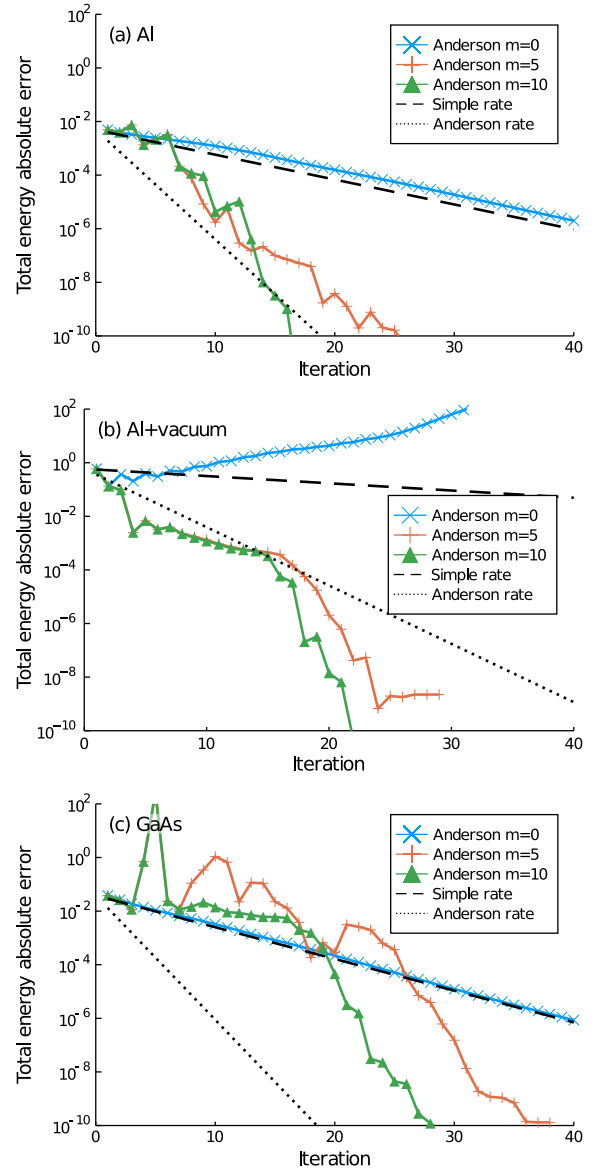 (a) Al
Anderson m=0
Anderson m=5
Anderson m=10
Simple rate
Anderson rate
Total energy absolute error
10^2
10^0
10^-2
10^-4
10^-6
10^-8
10^-10
0 10 20 30 40
Iteration
(b) Al+vacuum
Anderson m=0
Anderson m=5
Anderson m=10
Simple rate
Anderson rate
Total energy absolute error
10^2
10^0
10^-2
10^-4
10^-6
10^-8
10^-10
0 10 20 30 40
Iteration
(c) GaAs
Anderson m=0
Anderson m=5
Anderson m=10
Simple rate
Anderson rate
Total energy absolute error
10^2
10^0
10^-2
10^-4
10^-6
10^-8
10^-10
0 10 20 30 40
Iteration